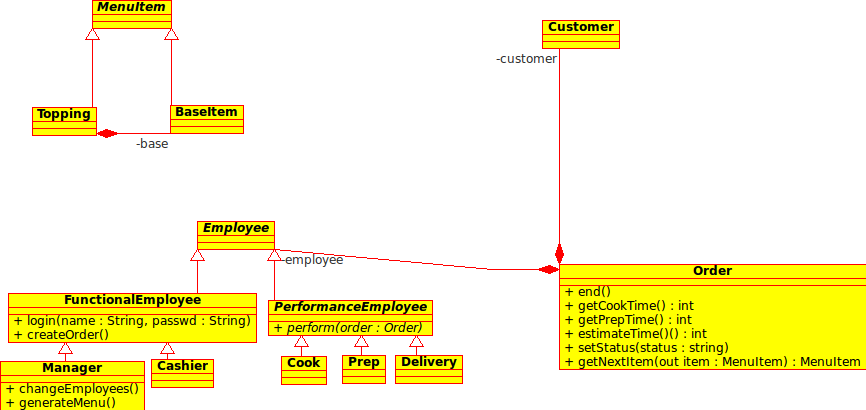 MenuItem
Customer
-customer
Topping
BaseItem
-base
Employee
-employee
Order
+ end()
+ getCookTime() : int
+ getPrepTime() : int
+ estimateTime()() : int
+ setStatus(status : string)
+ getNextItem(out item : MenuItem) : MenuItem
FunctionalEmployee
+ login(name : String, passwd : String)
+ createOrder()
PerformanceEmployee
+ perform(order : Order)
Manager
+ changeEmployees()
+ generateMenu()
Cashier
Cook
Prep
Delivery